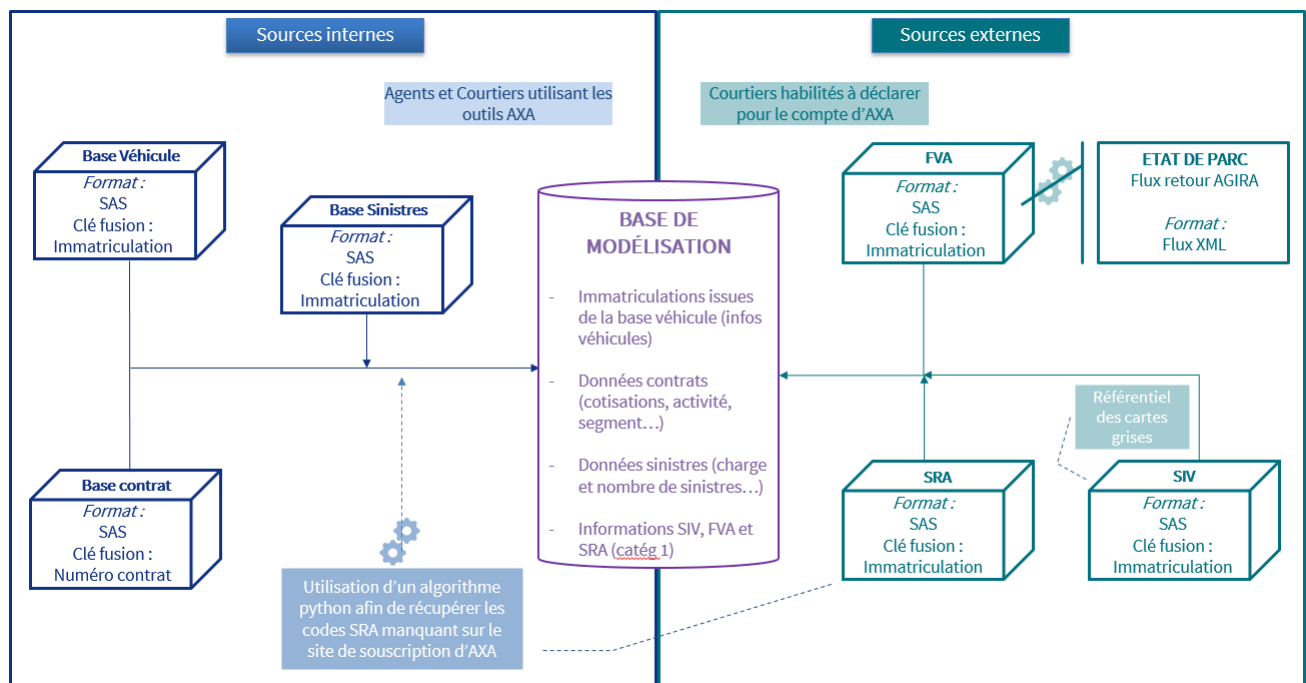 Sources internes
Sources externes
Agents et Courtiers utilisant les
outils AXA
Courtiers habilités à déclarer
pour le compte d'AXA
Base Véhicule
Format :
SAS
Clé fusion :
Immatriculation
Base Sinistres
Format :
SAS
Clé fusion :
Immatriculation
Base contrat
Format :
SAS
Clé fusion :
Numéro contrat
Utilisation d'un algorithme
python afin de récupérer les
codes SRA manquant sur le
site de souscription d'AXA
BASE DE
MODÉLISATION
- Immatriculations issues
de la base véhicule (infos
véhicules)
- Données contrats
(cotisations, activité,
segment…)
- Données sinistres (charge
et nombre de sinistres…)
- Informations SIV, FVA et
SRA (catég 1)
FVA
Format :
SAS
Clé fusion :
Immatriculation
ETAT DE PARC
Flux retour AGIRA
Format :
Flux XML
Référentiel
des cartes
grises
SRA
Format :
SAS
Clé fusion :
Immatriculation
SIV
Format :
SAS
Clé fusion :
Immatriculation